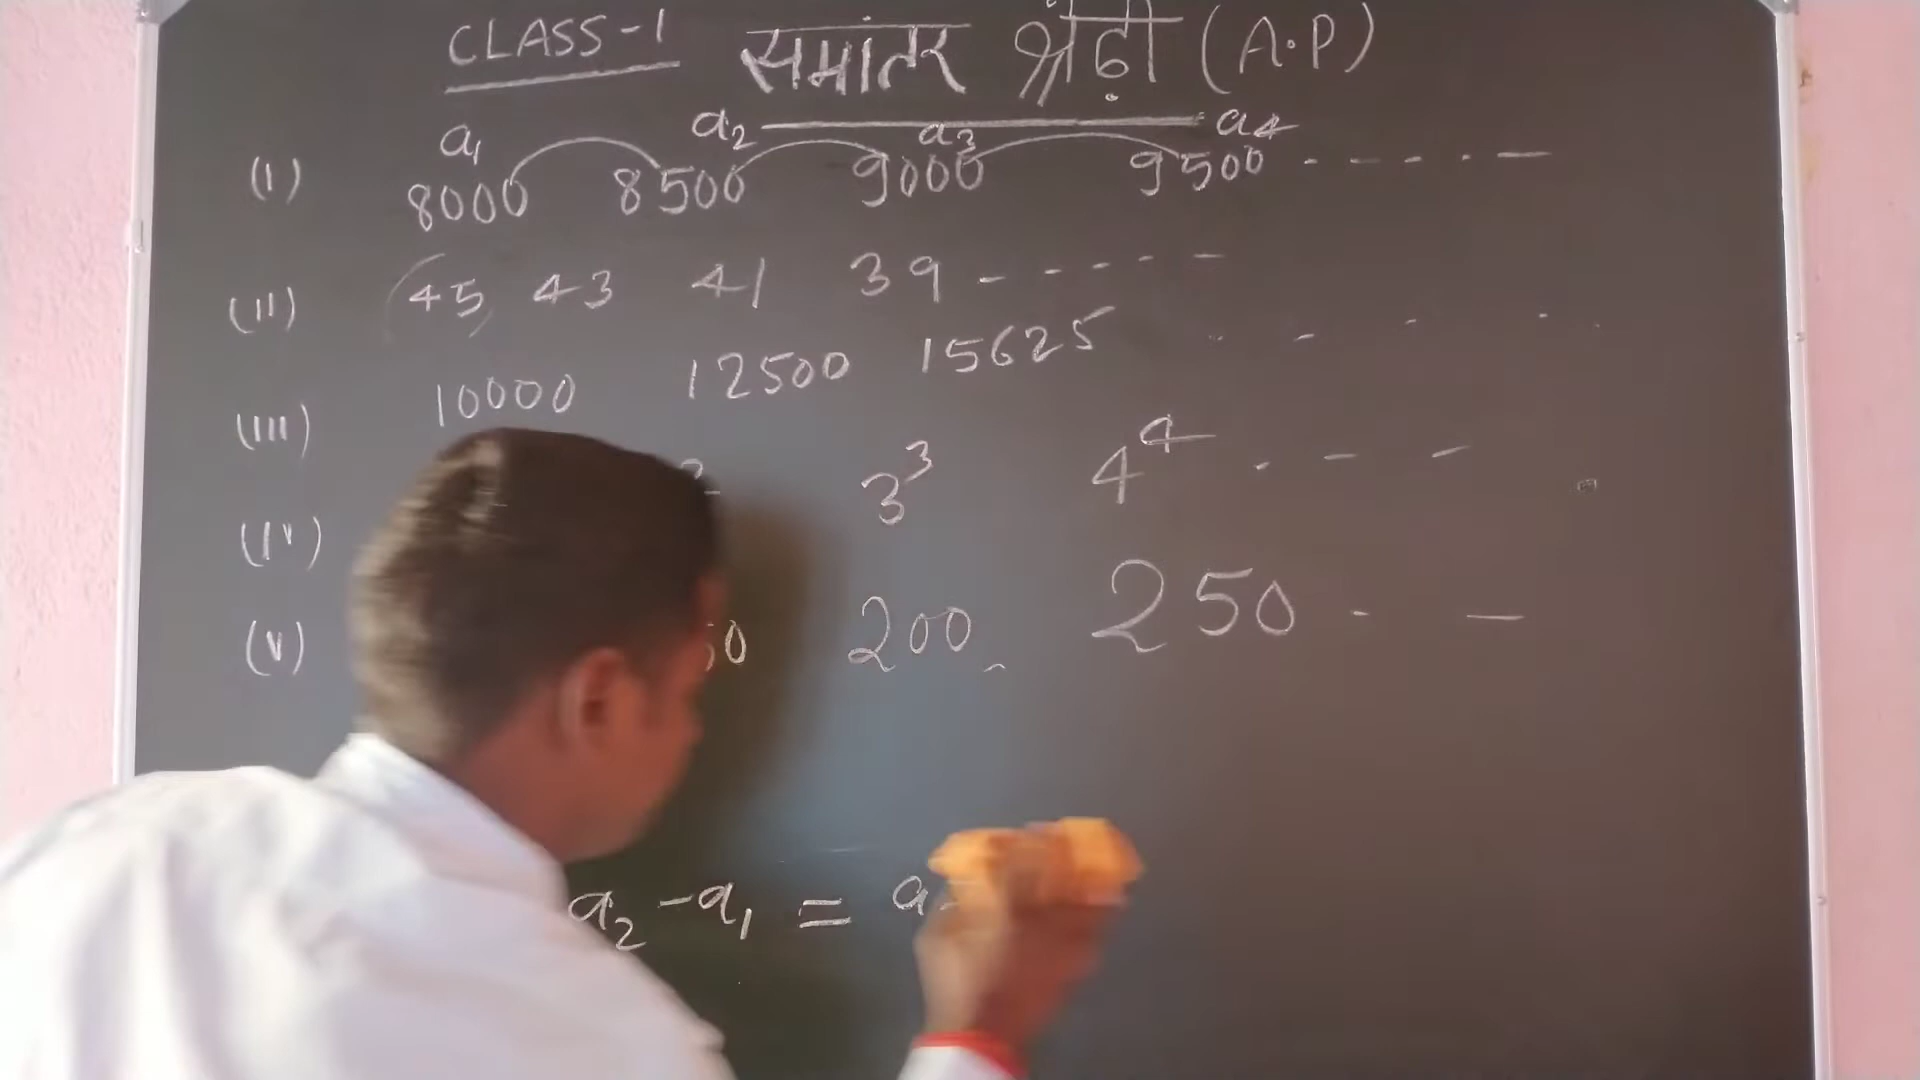 CLASS-1 समांतर श्रेढ़ी (A.P)
a₁ a₂ a₃ a₄
(I) 8000 8500 9000 9500 - - - - -
(II) 45, 43 41 39 - - - - - -
(III) 10000 12500 15625 . - - - .
(IV) 3³ 4⁴ . - - -
(V) 200 250 - -
a₂ - a₁ = a